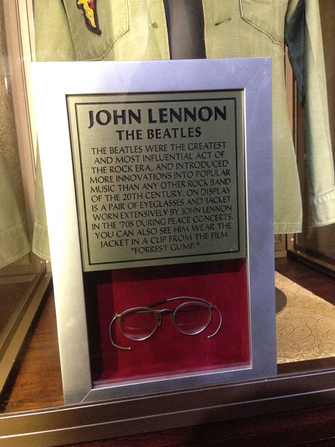 JOHN LENNON
THE BEATLES
THE BEATLES WERE THE GREATEST
AND MOST INFLUENTIAL ACT OF
THE ROCK ERA, AND INTRODUCED
MORE INNOVATIONS INTO POPULAR
MUSIC THAN ANY OTHER ROCK BAND
OF THE 20TH CENTURY. ON DISPLAY
IS A PAIR OF EYEGLASSES AND JACKET
WORN EXTENSIVELY BY JOHN LENNON
IN THE '70S DURING PEACE CONCERTS.
YOU CAN ALSO SEE HIM WEAR THE
JACKET IN A CLIP FROM THE FILM
"FORREST GUMP."